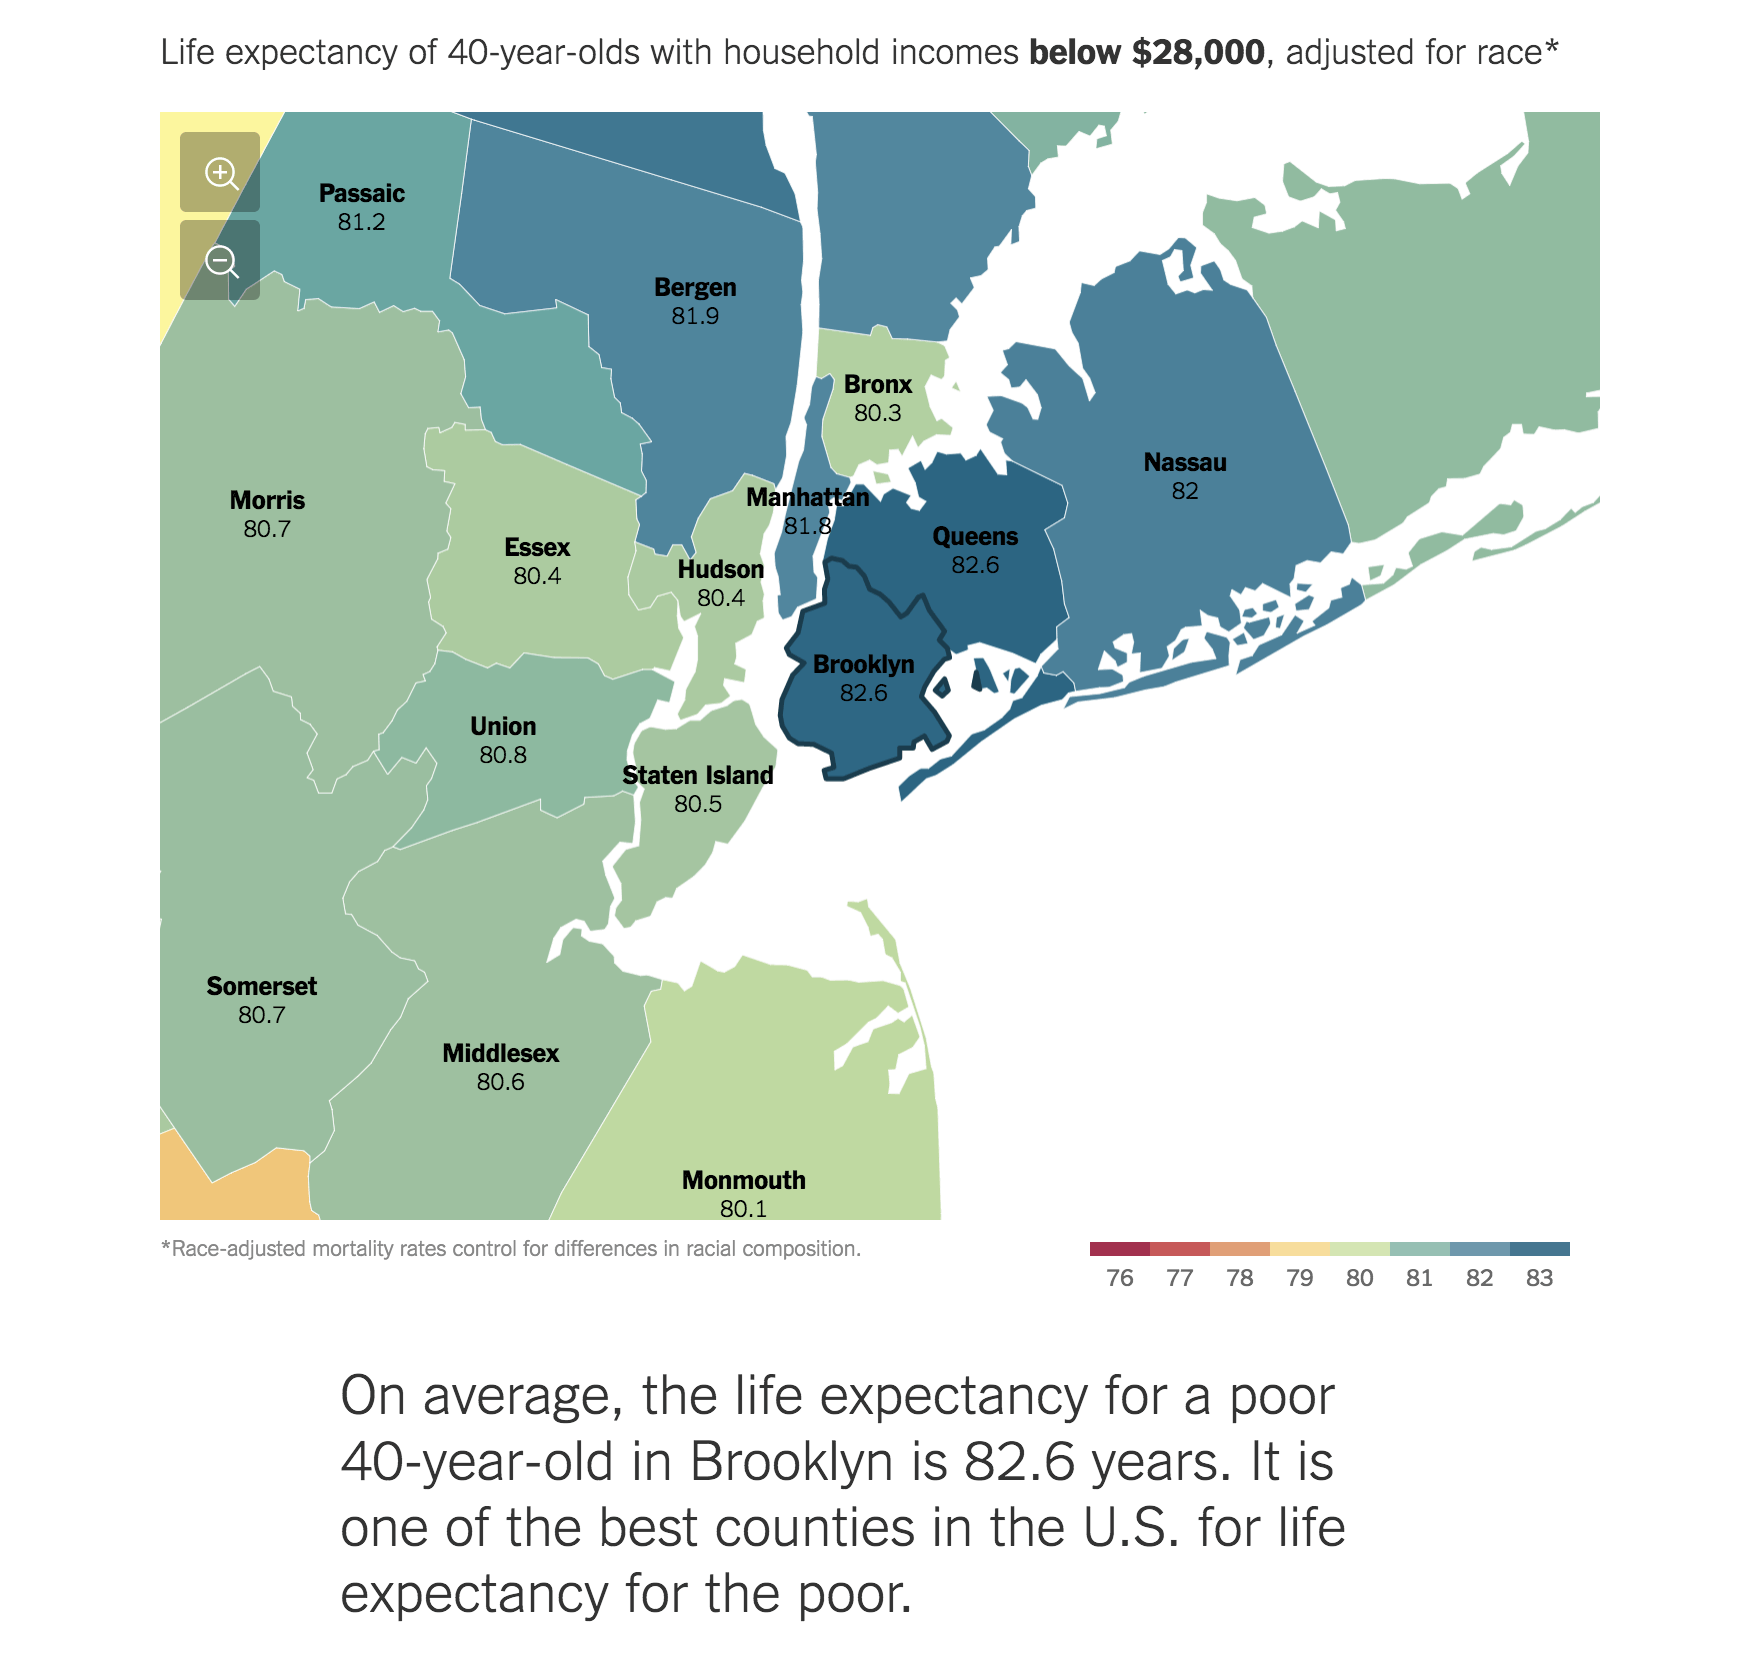 Life expectancy of 40-year-olds with household incomes below $28,000, adjusted for race*
Passaic
81.2
Bergen
81.9
Bronx
80.3
Nassau
82
Morris
80.7
Manhattan
81.8
Queens
82.6
Essex
80.4
Hudson
80.4
Brooklyn
82.6
Union
80.8
Staten Island
80.5
Somerset
80.7
Middlesex
80.6
Monmouth
80.1
*Race-adjusted mortality rates control for differences in racial composition.
76 77 78 79 80 81 82 83
On average, the life expectancy for a poor
40-year-old in Brooklyn is 82.6 years. It is
one of the best counties in the U.S. for life
expectancy for the poor.